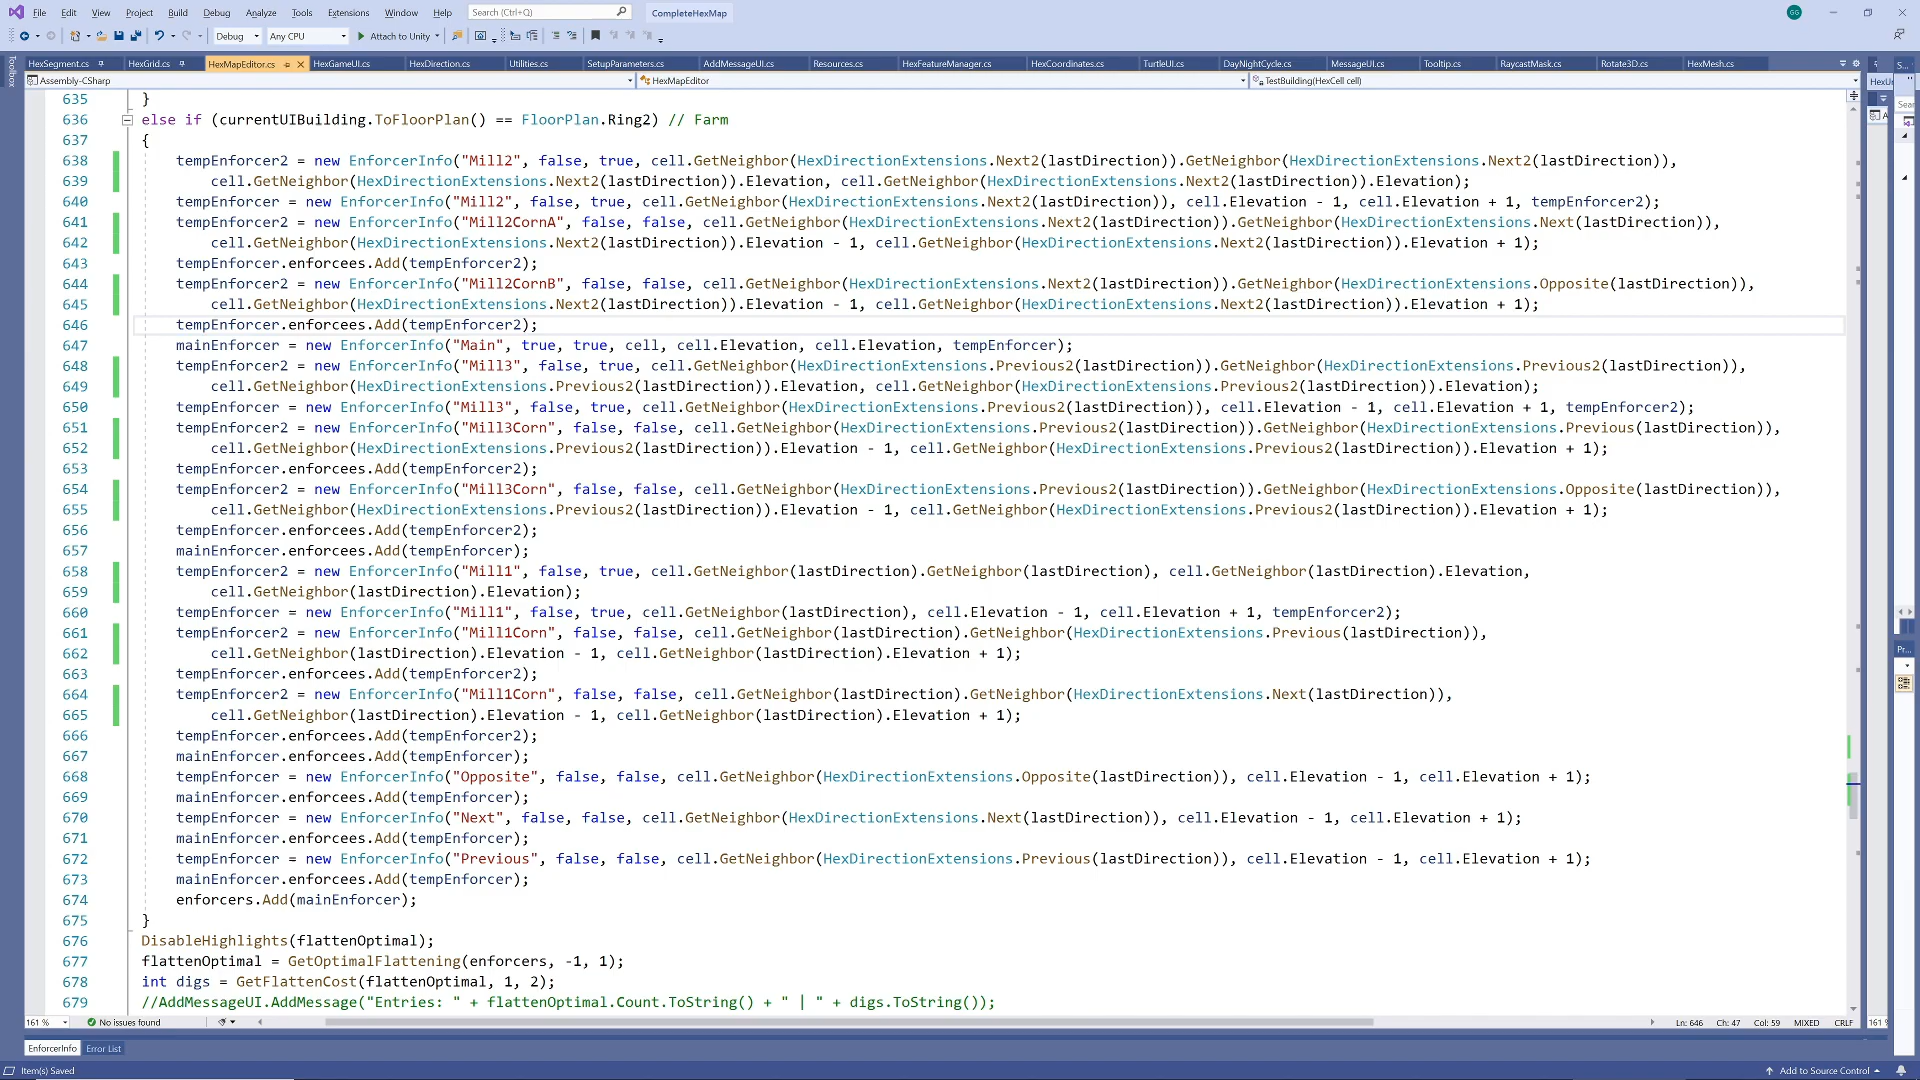 File Edit View Project Build Debug Analyze Tools Extensions Window Help Search (Ctrl+Q) CompleteHexMap GG
Debug Any CPU Attach to Unity
HexSegment.cs HexGrid.cs HexMapEditor.cs HexGameUI.cs HexDirection.cs Utilities.cs SetupParameters.cs AddMessageUI.cs Resources.cs HexFeatureManager.cs HexCoordinates.cs TurtleUI.cs DayNightCycle.cs MessageUI.cs Tooltip.cs RaycastMask.cs Rotate3D.cs HexMesh.cs
Toolbox
Assembly-CSharp HexMapEditor TestBuilding(HexCell cell)
635 }
636 else if (currentUIBuilding.ToFloorPlan() == FloorPlan.Ring2) // Farm
637 {
638 tempEnforcer2 = new EnforcerInfo("Mill2", false, true, cell.GetNeighbor(HexDirectionExtensions.Next2(lastDirection)).GetNeighbor(HexDirectionExtensions.Next2(lastDirection)),
639 cell.GetNeighbor(HexDirectionExtensions.Next2(lastDirection)).Elevation, cell.GetNeighbor(HexDirectionExtensions.Next2(lastDirection)).Elevation);
640 tempEnforcer = new EnforcerInfo("Mill2", false, true, cell.GetNeighbor(HexDirectionExtensions.Next2(lastDirection)), cell.Elevation - 1, cell.Elevation + 1, tempEnforcer2);
641 tempEnforcer2 = new EnforcerInfo("Mill2CornA", false, false, cell.GetNeighbor(HexDirectionExtensions.Next2(lastDirection)).GetNeighbor(HexDirectionExtensions.Next(lastDirection)),
642 cell.GetNeighbor(HexDirectionExtensions.Next2(lastDirection)).Elevation - 1, cell.GetNeighbor(HexDirectionExtensions.Next2(lastDirection)).Elevation + 1);
643 tempEnforcer.enforcees.Add(tempEnforcer2);
644 tempEnforcer2 = new EnforcerInfo("Mill2CornB", false, false, cell.GetNeighbor(HexDirectionExtensions.Next2(lastDirection)).GetNeighbor(HexDirectionExtensions.Opposite(lastDirection)),
645 cell.GetNeighbor(HexDirectionExtensions.Next2(lastDirection)).Elevation - 1, cell.GetNeighbor(HexDirectionExtensions.Next2(lastDirection)).Elevation + 1);
646 tempEnforcer.enforcees.Add(tempEnforcer2);
647 mainEnforcer = new EnforcerInfo("Main", true, true, cell, cell.Elevation, cell.Elevation, tempEnforcer);
648 tempEnforcer2 = new EnforcerInfo("Mill3", false, true, cell.GetNeighbor(HexDirectionExtensions.Previous2(lastDirection)).GetNeighbor(HexDirectionExtensions.Previous2(lastDirection)),
649 cell.GetNeighbor(HexDirectionExtensions.Previous2(lastDirection)).Elevation, cell.GetNeighbor(HexDirectionExtensions.Previous2(lastDirection)).Elevation);
650 tempEnforcer = new EnforcerInfo("Mill3", false, true, cell.GetNeighbor(HexDirectionExtensions.Previous2(lastDirection)), cell.Elevation - 1, cell.Elevation + 1, tempEnforcer2);
651 tempEnforcer2 = new EnforcerInfo("Mill3Corn", false, false, cell.GetNeighbor(HexDirectionExtensions.Previous2(lastDirection)).GetNeighbor(HexDirectionExtensions.Previous(lastDirection)),
652 cell.GetNeighbor(HexDirectionExtensions.Previous2(lastDirection)).Elevation - 1, cell.GetNeighbor(HexDirectionExtensions.Previous2(lastDirection)).Elevation + 1);
653 tempEnforcer.enforcees.Add(tempEnforcer2);
654 tempEnforcer2 = new EnforcerInfo("Mill3Corn", false, false, cell.GetNeighbor(HexDirectionExtensions.Previous2(lastDirection)).GetNeighbor(HexDirectionExtensions.Opposite(lastDirection)),
655 cell.GetNeighbor(HexDirectionExtensions.Previous2(lastDirection)).Elevation - 1, cell.GetNeighbor(HexDirectionExtensions.Previous2(lastDirection)).Elevation + 1);
656 tempEnforcer.enforcees.Add(tempEnforcer2);
657 mainEnforcer.enforcees.Add(tempEnforcer);
658 tempEnforcer2 = new EnforcerInfo("Mill1", false, true, cell.GetNeighbor(lastDirection).GetNeighbor(lastDirection), cell.GetNeighbor(lastDirection).Elevation,
659 cell.GetNeighbor(lastDirection).Elevation);
660 tempEnforcer = new EnforcerInfo("Mill1", false, true, cell.GetNeighbor(lastDirection), cell.Elevation - 1, cell.Elevation + 1, tempEnforcer2);
661 tempEnforcer2 = new EnforcerInfo("Mill1Corn", false, false, cell.GetNeighbor(lastDirection).GetNeighbor(HexDirectionExtensions.Previous(lastDirection)),
662 cell.GetNeighbor(lastDirection).Elevation - 1, cell.GetNeighbor(lastDirection).Elevation + 1);
663 tempEnforcer.enforcees.Add(tempEnforcer2);
664 tempEnforcer2 = new EnforcerInfo("Mill1Corn", false, false, cell.GetNeighbor(lastDirection).GetNeighbor(HexDirectionExtensions.Next(lastDirection)),
665 cell.GetNeighbor(lastDirection).Elevation - 1, cell.GetNeighbor(lastDirection).Elevation + 1);
666 tempEnforcer.enforcees.Add(tempEnforcer2);
667 mainEnforcer.enforcees.Add(tempEnforcer);
668 tempEnforcer = new EnforcerInfo("Opposite", false, false, cell.GetNeighbor(HexDirectionExtensions.Opposite(lastDirection)), cell.Elevation - 1, cell.Elevation + 1);
669 mainEnforcer.enforcees.Add(tempEnforcer);
670 tempEnforcer = new EnforcerInfo("Next", false, false, cell.GetNeighbor(HexDirectionExtensions.Next(lastDirection)), cell.Elevation - 1, cell.Elevation + 1);
671 mainEnforcer.enforcees.Add(tempEnforcer);
672 tempEnforcer = new EnforcerInfo("Previous", false, false, cell.GetNeighbor(HexDirectionExtensions.Previous(lastDirection)), cell.Elevation - 1, cell.Elevation + 1);
673 mainEnforcer.enforcees.Add(tempEnforcer);
674 enforcers.Add(mainEnforcer);
675 }
676 DisableHighlights(flattenOptimal);
677 flattenOptimal = GetOptimalFlattening(enforcers, -1, 1);
678 int digs = GetFlattenCost(flattenOptimal, 1, 2);
679 //AddMessageUI.AddMessage("Entries: " + flattenOptimal.Count.ToString() + " | " + digs.ToString());
161 % No issues found Ln: 646 Ch: 47 Col: 59 MIXED CRLF 161 %
EnforcerInfo Error List
Item(s) Saved Add to Source Control